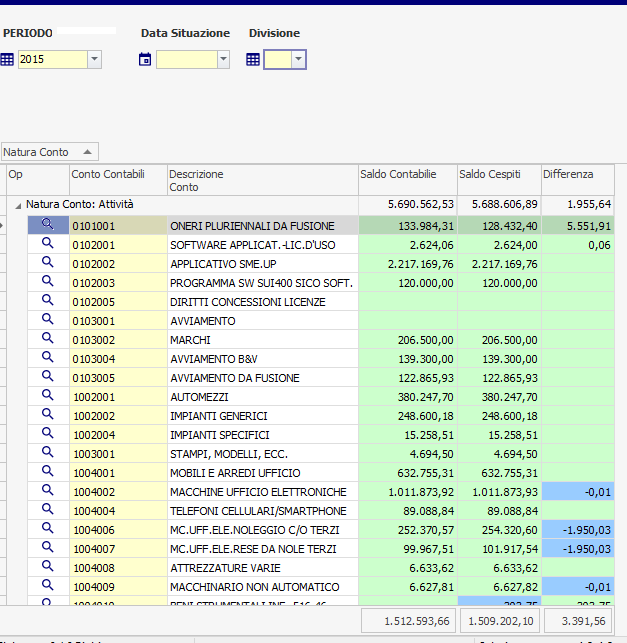 PERIODO Data Situazione Divisione
2015
Natura Conto
Op Conto Contabili Descrizione Conto Saldo Contabile Saldo Cespiti Differenza
Natura Conto: Attività 5.690.562,53 5.688.606,89 1.955,64
0101001 ONERI PLURIENNALI DA FUSIONE 133.984,31 128.432,40 5.551,91
0102001 SOFTWARE APPLICAT.-LIC.D'USO 2.624,06 2.624,00 0,06
0102002 APPLICATIVO SME.UP 2.217.169,76 2.217.169,76
0102003 PROGRAMMA SW SUI400 SICO SOFT. 120.000,00 120.000,00
0102005 DIRITTI CONCESSIONI LICENZE
0103001 AVVIAMENTO
0103002 MARCHI 206.500,00 206.500,00
0103004 AVVIAMENTO B&V 139.300,00 139.300,00
0103005 AVVIAMENTO DA FUSIONE 122.865,93 122.865,93
1002001 AUTOMEZZI 380.247,70 380.247,70
1002002 IMPIANTI GENERICI 248.600,18 248.600,18
1002004 IMPIANTI SPECIFICI 15.258,51 15.258,51
1003001 STAMPI, MODELLI, ECC. 4.694,50 4.694,50
1004001 MOBILI E ARREDI UFFICIO 632.755,31 632.755,31
1004002 MACCHINE UFFICIO ELETTRONICHE 1.011.873,92 1.011.873,93 -0,01
1004004 TELEFONI CELLULARI/SMARTPHONE 89.088,84 89.088,84
1004006 MC.UFF.ELE.NOLEGGIO C/O TERZI 252.370,57 254.320,60 -1.950,03
1004007 MC.UFF.ELE.RESE DA NOLE TERZI 99.967,51 101.917,54 -1.950,03
1004008 ATTREZZATURE VARIE 6.633,62 6.633,62
1004009 MACCHINARIO NON AUTOMATICO 6.627,81 6.627,82 -0,01
1.512.593,66 1.509.202,10 3.391,56